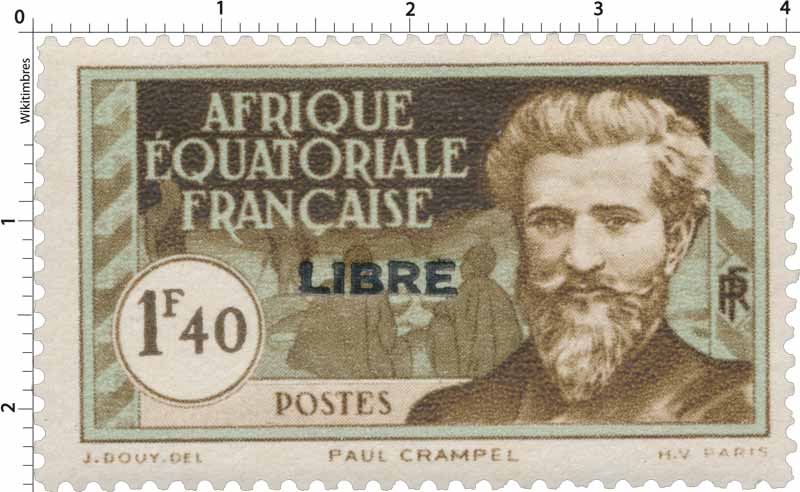 0 1 2 3 4
Wikitimbres
1
2
AFRIQUE
ÉQUATORIALE
FRANÇAISE
LIBRE
1F40
RF
POSTES
J. DOUY. DEL PAUL CRAMPEL H.V. PARIS